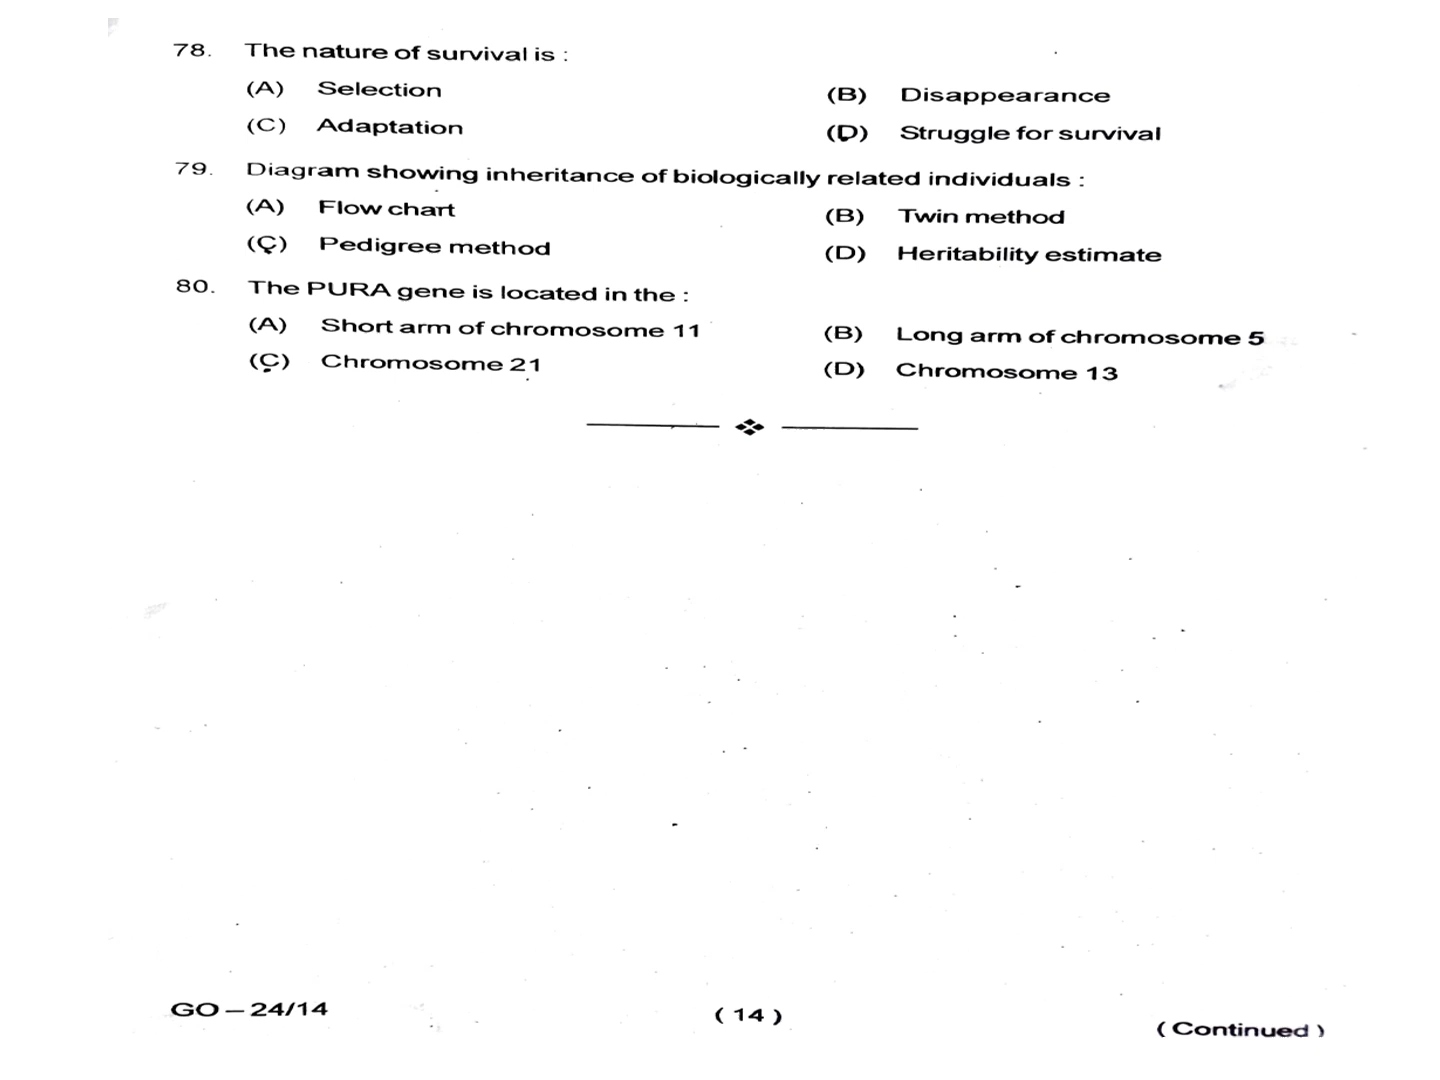 78. The nature of survival is :
(A) Selection (B) Disappearance
(C) Adaptation (D) Struggle for survival
79. Diagram showing inheritance of biologically related individuals :
(A) Flow chart (B) Twin method
(C) Pedigree method (D) Heritability estimate
80. The PURA gene is located in the :
(A) Short arm of chromosome 11 (B) Long arm of chromosome 5
(C) Chromosome 21 (D) Chromosome 13
GO – 24/14 ( 14 ) ( Continued )